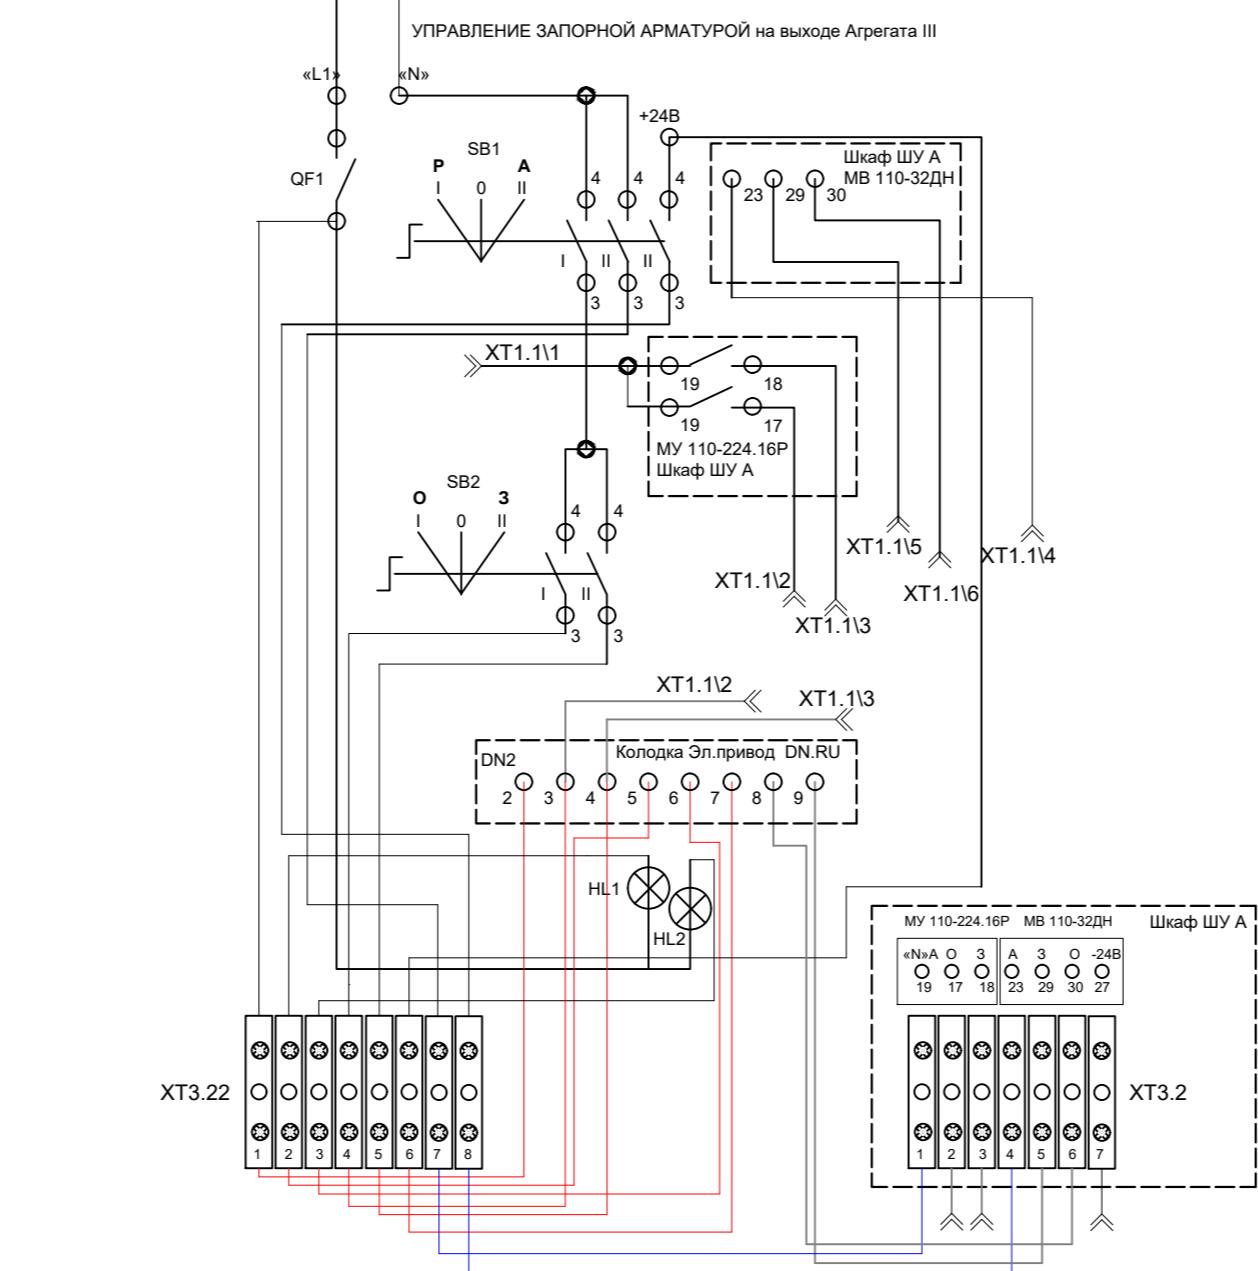 УПРАВЛЕНИЕ ЗАПОРНОЙ АРМАТУРОЙ на выходе Агрегата III
«L1» «N»
+24В
SB1
Р А
I 0 II
QF1
4 4 4
I II II
3 3 3
Шкаф ШУ А
МВ 110-32ДН
23 29 30
XT1.1\1
19 18
19 17
МУ 110-224.16Р
Шкаф ШУ А
SB2
О З
I 0 II
4 4
I II
3 3
XT1.1\5
XT1.1\4
XT1.1\2
XT1.1\6
XT1.1\3
XT1.1\2
XT1.1\3
DN2
Колодка Эл.привод DN.RU
2 3 4 5 6 7 8 9
HL1
HL2
МУ 110-224.16Р МВ 110-32ДН Шкаф ШУ А
«N»А О З А З О -24В
19 17 18 23 29 30 27
XT3.22
1 2 3 4 5 6 7 8
XT3.2
1 2 3 4 5 6 7